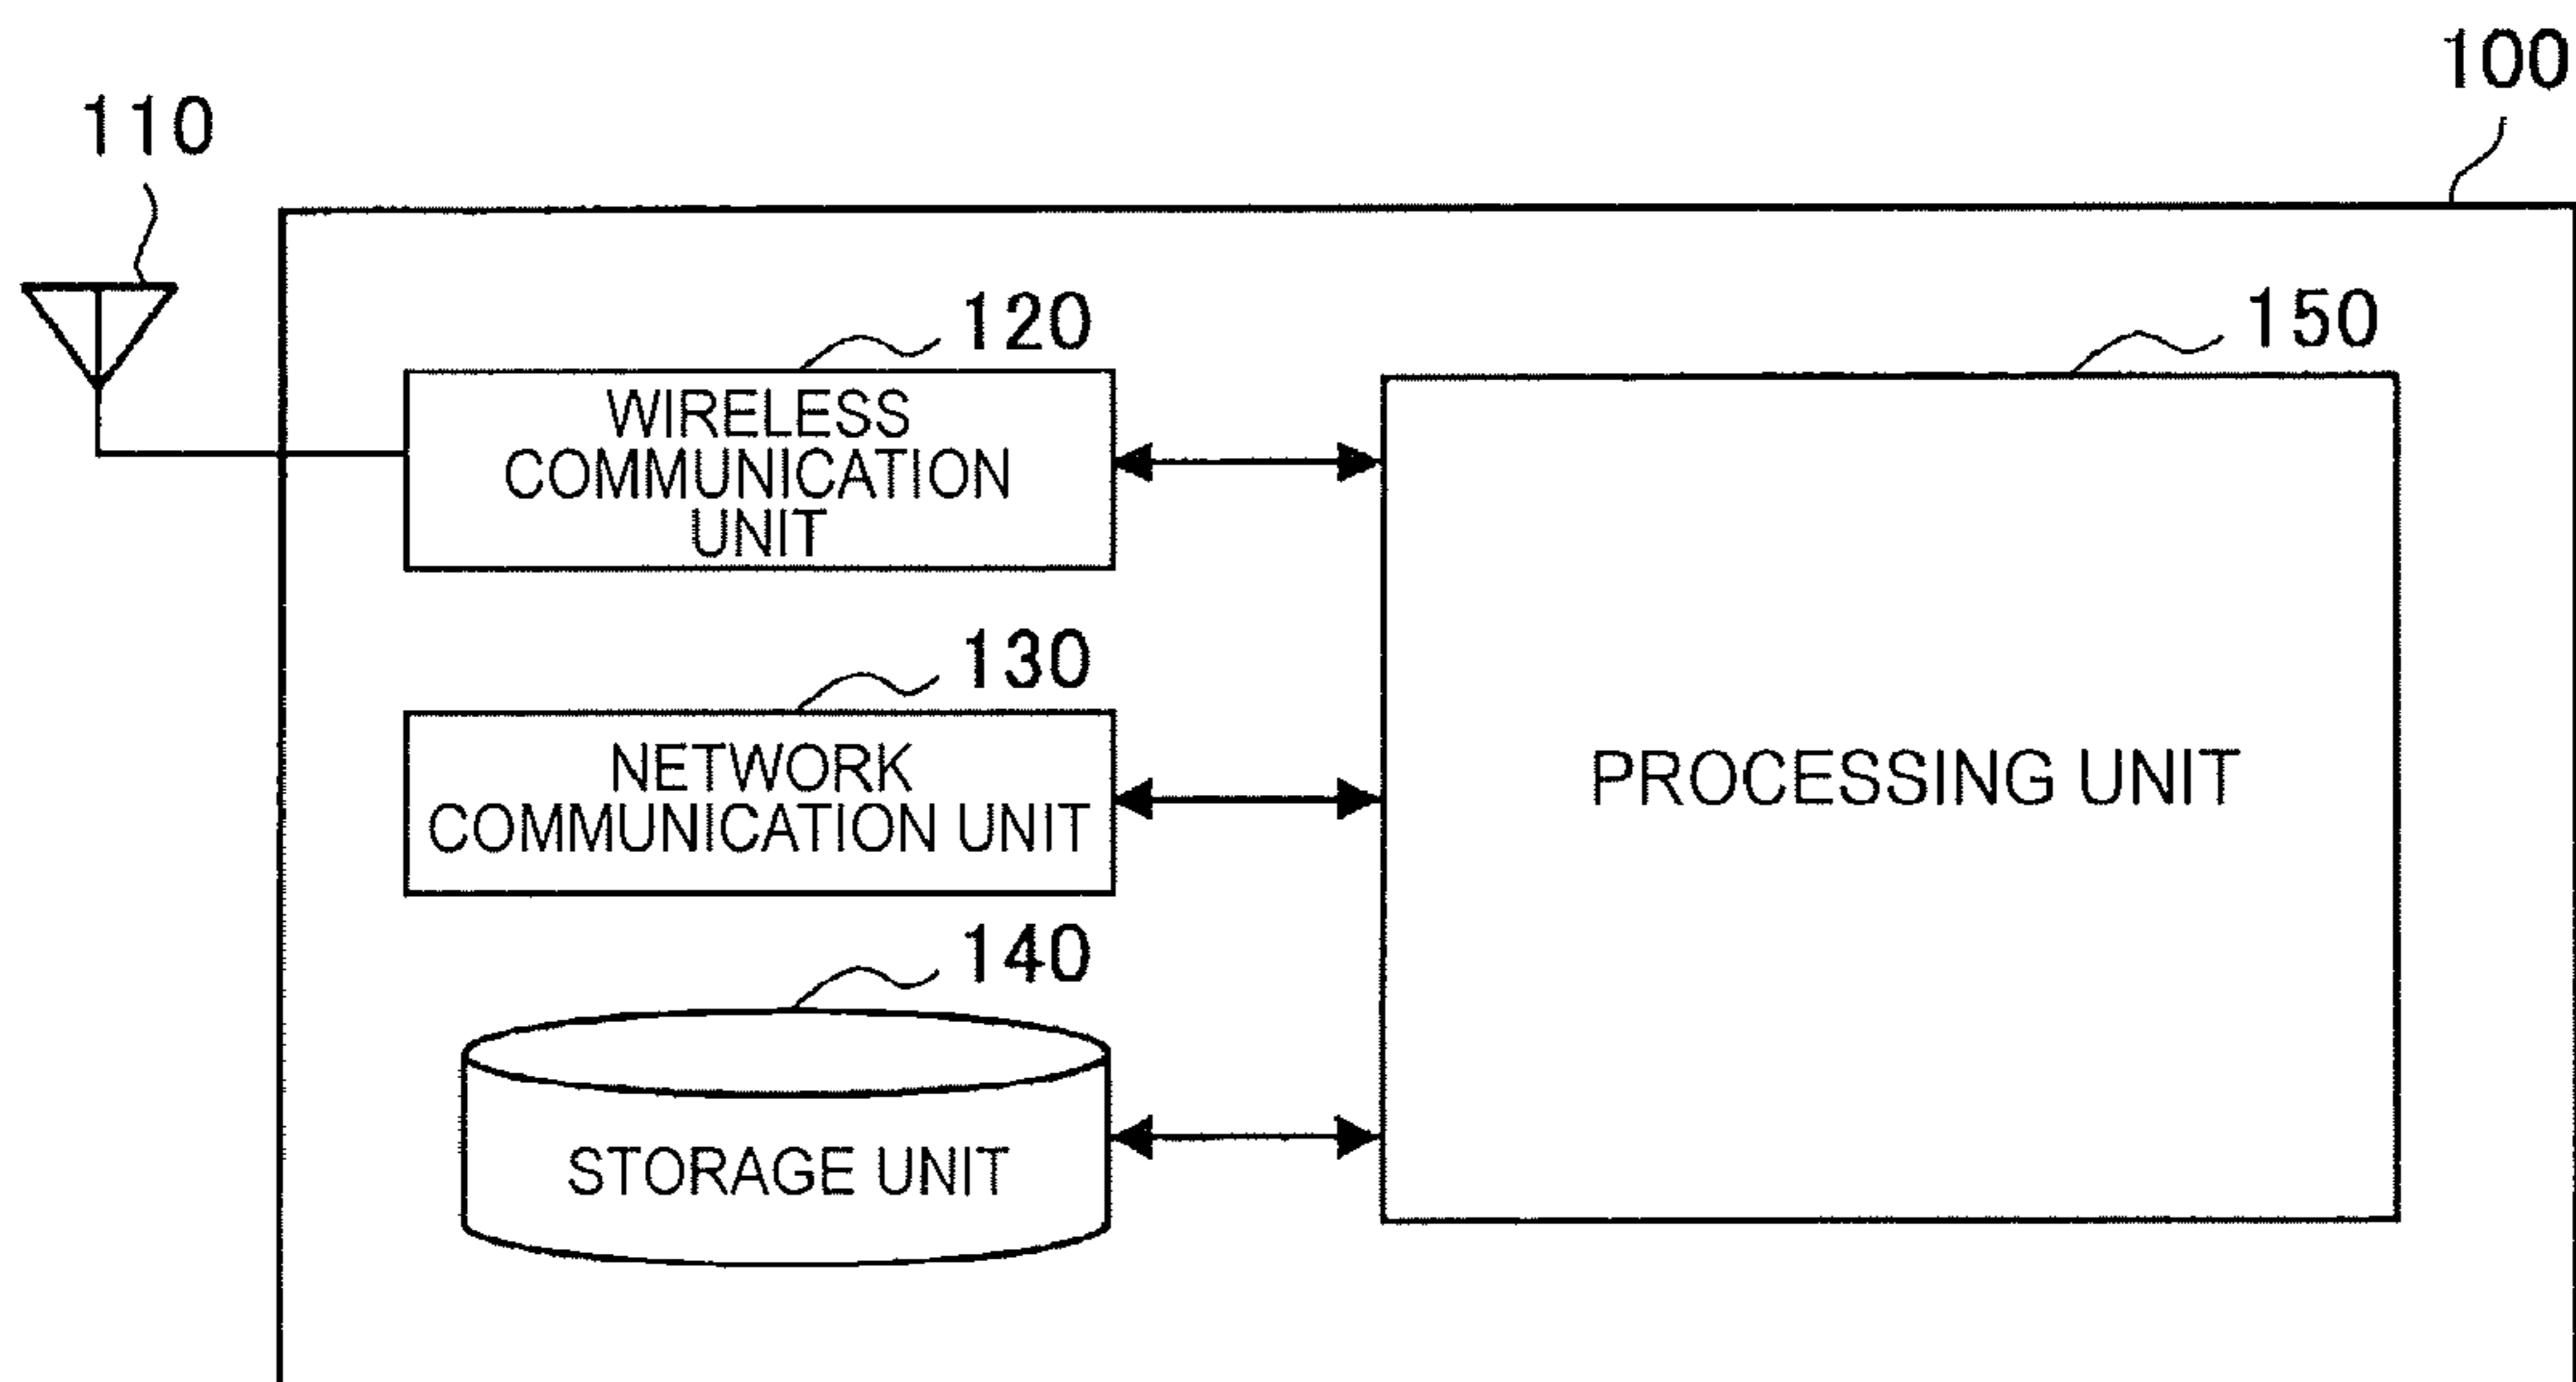 100
110
120
150
WIRELESS
COMMUNICATION
UNIT
130
NETWORK
COMMUNICATION UNIT
PROCESSING UNIT
140
STORAGE UNIT